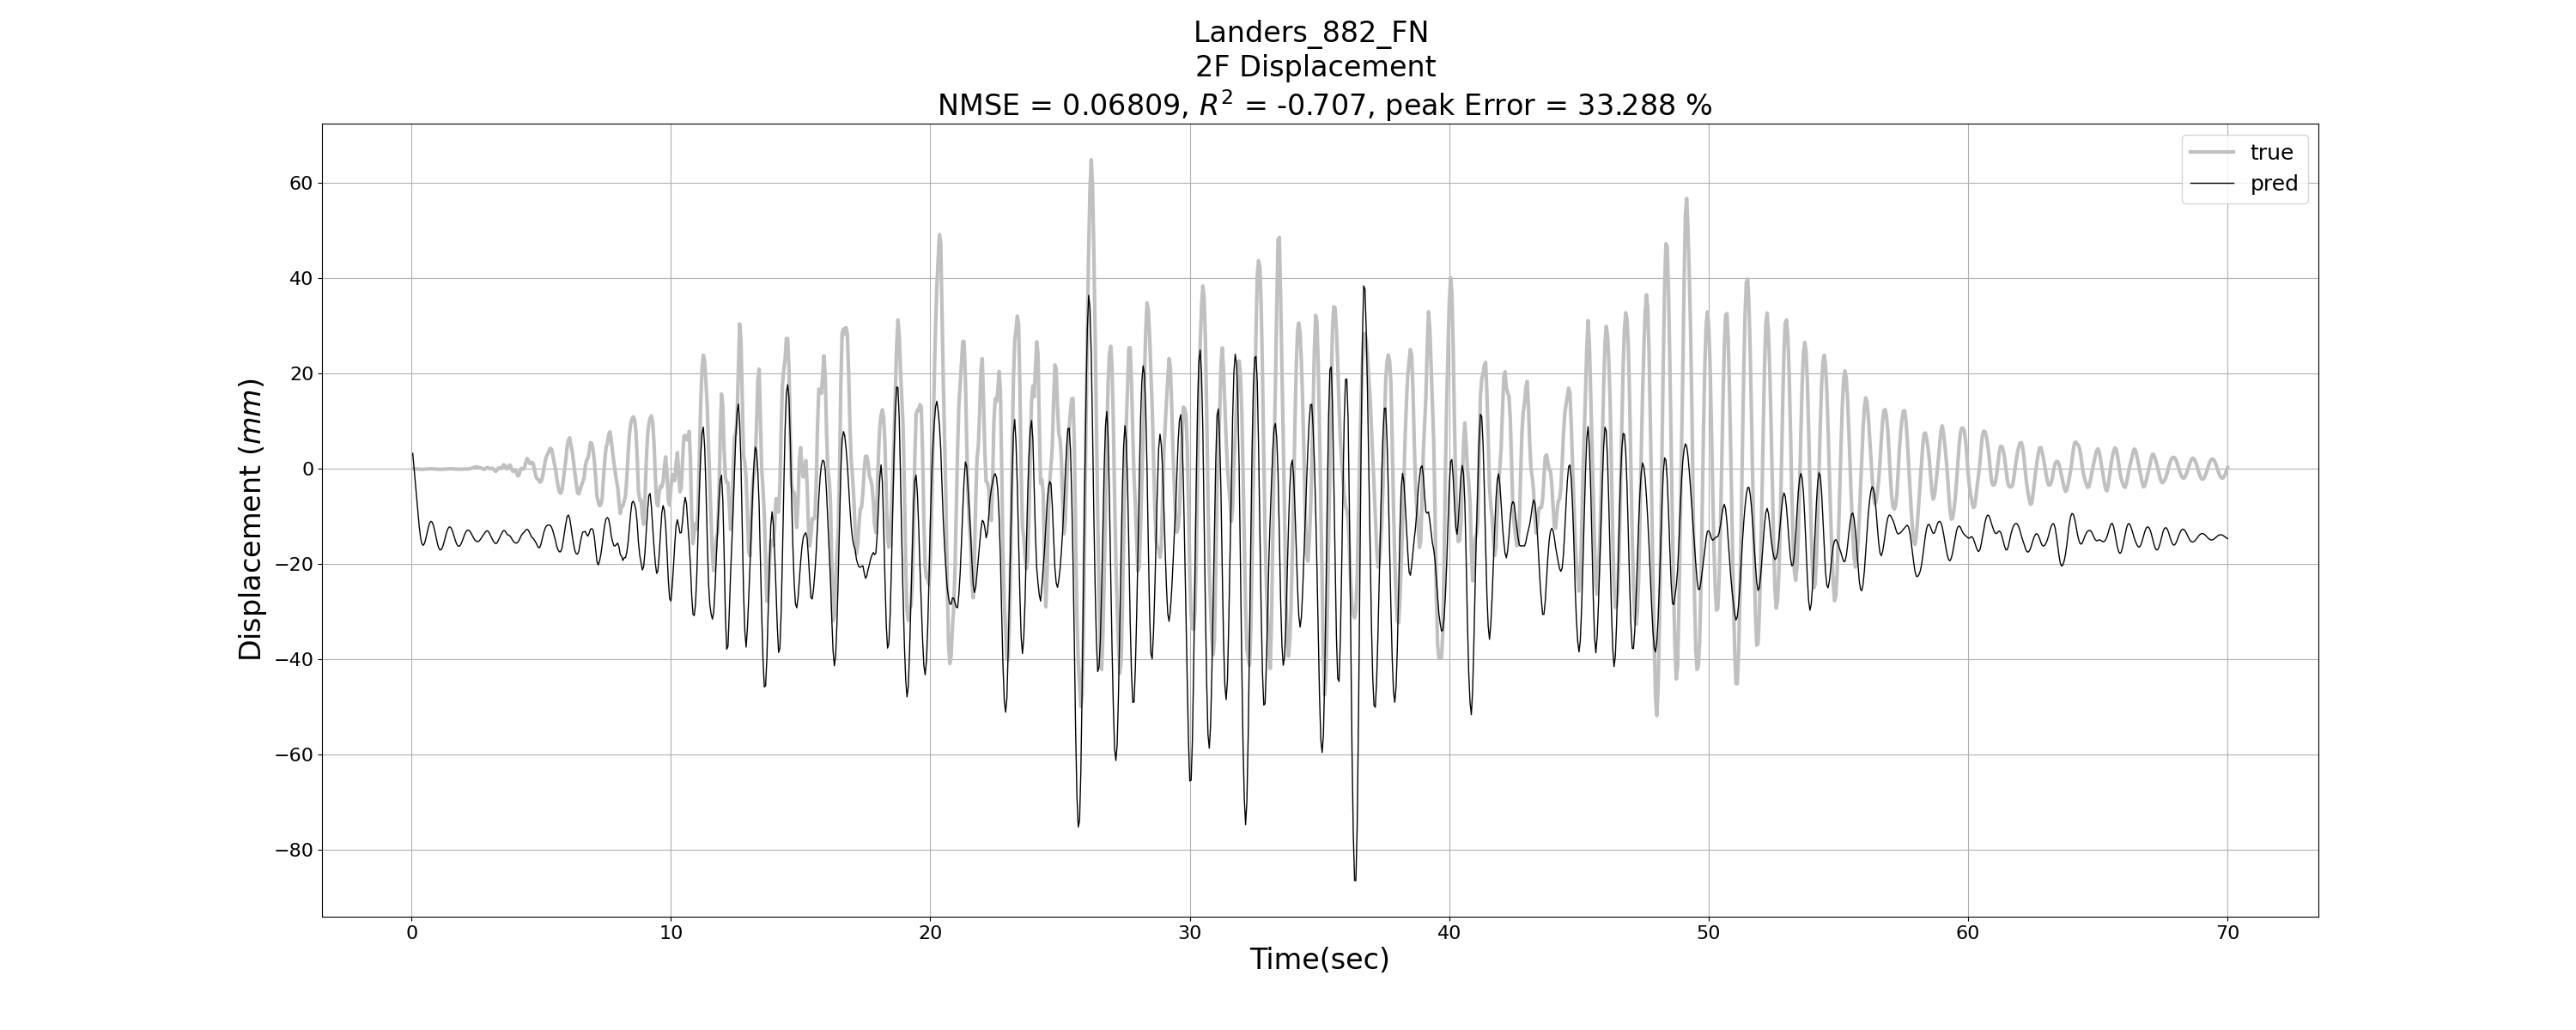 Landers_882_FN
2F Displacement
NMSE = 0.06809, R² = -0.707, peak Error = 33.288 %
true
pred
Displacement (mm)
60
40
20
0
−20
−40
−60
−80
0 10 20 30 40 50 60 70
Time(sec)